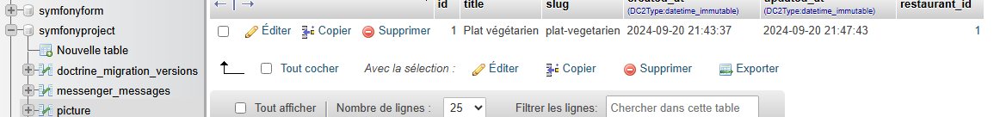 symfonyform
symfonyproject
Nouvelle table
doctrine_migration_versions
messenger_messages
picture
id title slug created_at updated_at restaurant_id
(DC2Type:datetime_immutable) (DC2Type:datetime_immutable)
Éditer Copier Supprimer 1 Plat végétarien plat-vegetarien 2024-09-20 21:43:37 2024-09-20 21:47:43 1
Tout cocher Avec la sélection : Éditer Copier Supprimer Exporter
Tout afficher Nombre de lignes : 25 Filtrer les lignes: Chercher dans cette table